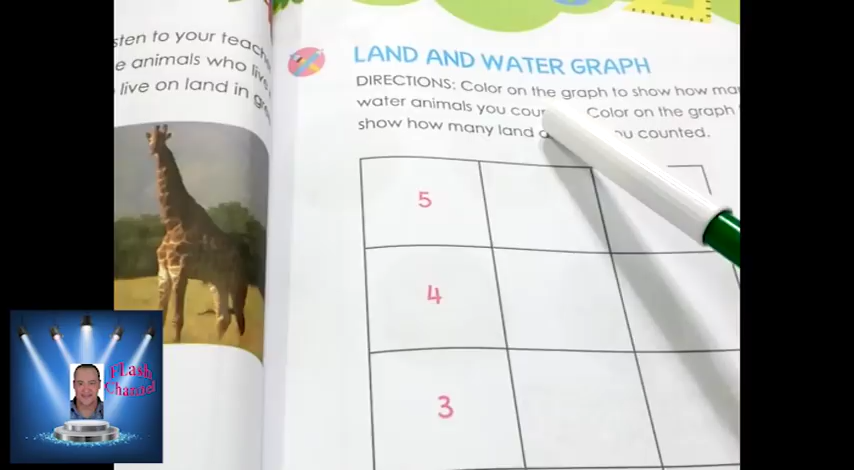 sten to your teach
e animals who live
live on land in gr
LAND AND WATER GRAPH
DIRECTIONS: Color on the graph to show how ma
water animals you cou Color on the graph
show how many land a ou counted.
5
4
3
FLash
Channel